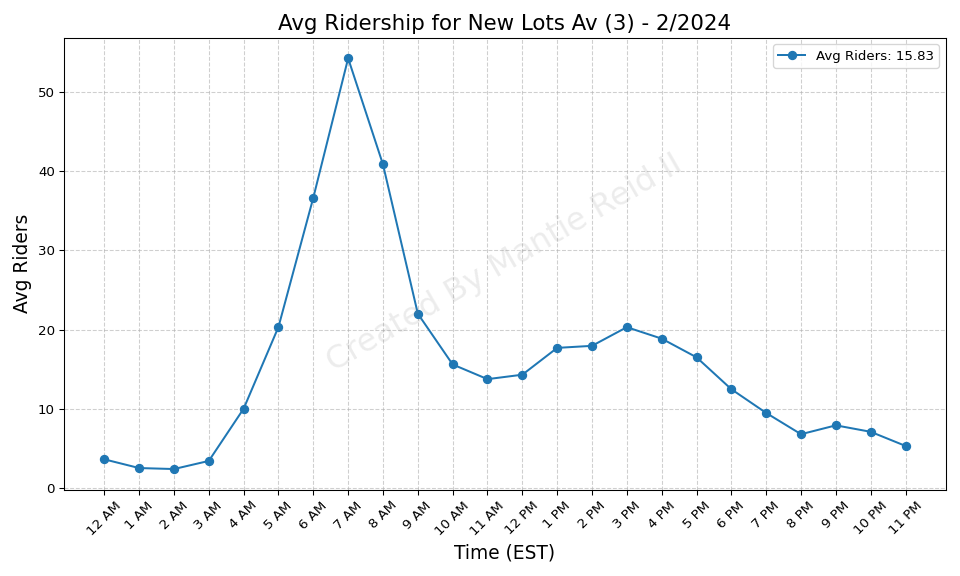 Avg Ridership for New Lots Av (3) - 2/2024
Avg Riders: 15.83
Avg Riders
50
40
30
20
10
0
Created By Mantie Reid II
12 AM
1 AM
2 AM
3 AM
4 AM
5 AM
6 AM
7 AM
8 AM
9 AM
10 AM
11 AM
12 PM
1 PM
2 PM
3 PM
4 PM
5 PM
6 PM
7 PM
8 PM
9 PM
10 PM
11 PM
Time (EST)